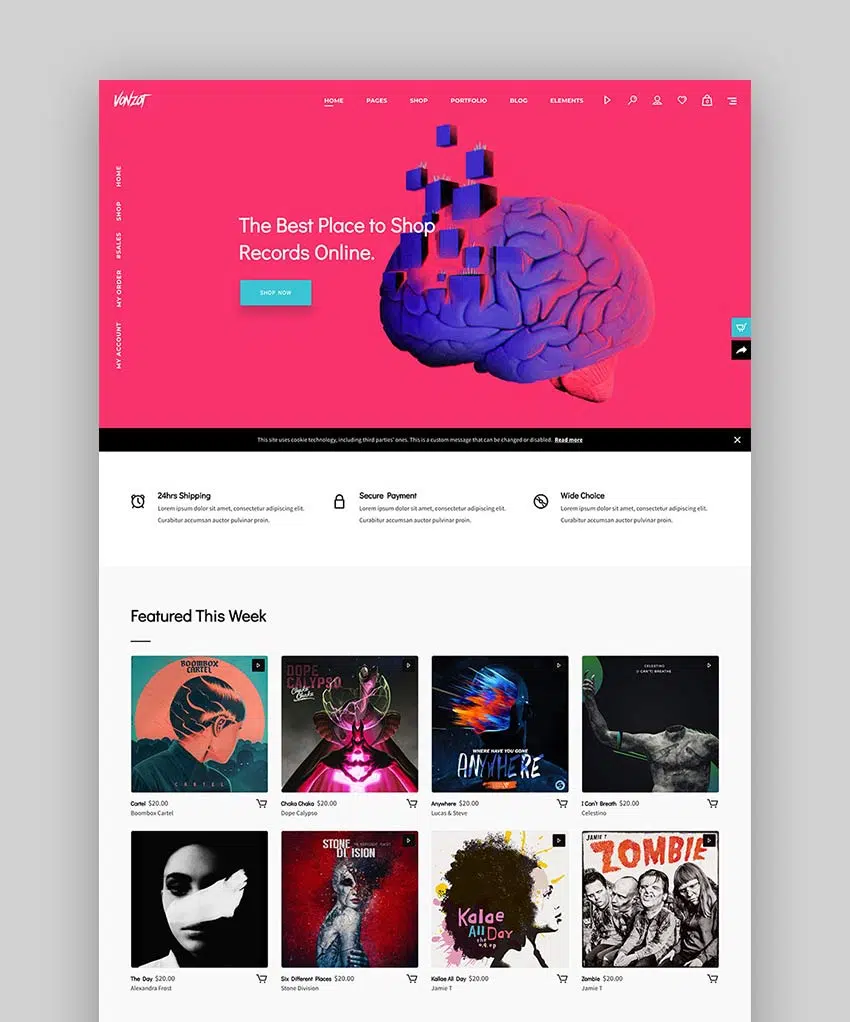 VONZOT
HOME PAGES SHOP PORTFOLIO BLOG ELEMENTS
0
HOME
SHOP
#SALES
MY ORDER
MY ACCOUNT
The Best Place to Shop
Records Online.
SHOP NOW
This site uses cookie technology, including third parties' ones. This is a custom message that can be changed or disabled. Read more
24hrs Shipping
Lorem ipsum dolor sit amet, consectetur adipiscing elit.
Curabitur accumsan auctor pulvinar proin.
Secure Payment
Lorem ipsum dolor sit amet, consectetur adipiscing elit.
Curabitur accumsan auctor pulvinar proin.
Wide Choice
Lorem ipsum dolor sit amet, consectetur adipiscing elit.
Curabitur accumsan auctor pulvinar proin.
Featured This Week
BOOMBOX
CARTEL
CARTEL
DOPE
CALYPSO
Chaka
Chaka
WHERE HAVE YOU GONE
ANYWHERE
CELESTINO
(I CAN'T) BREATHE
Cartel $20.00
Boombox Cartel
Chaka Chaka $20.00
Dope Calypso
Anywhere $20.00
Lucas & Steve
I Can't Breath $20.00
Celestino
STONE
DIVISION
SIX DIFFERENT PLACES
Kalae
All Day
the
u.q. ep
JAMIE T
ZOMBIE
The Day $20.00
Alexandra Frost
Six Different Places $20.00
Stone Division
Kallae All Day $20.00
Jamie T
Zombie $20.00
Jamie T